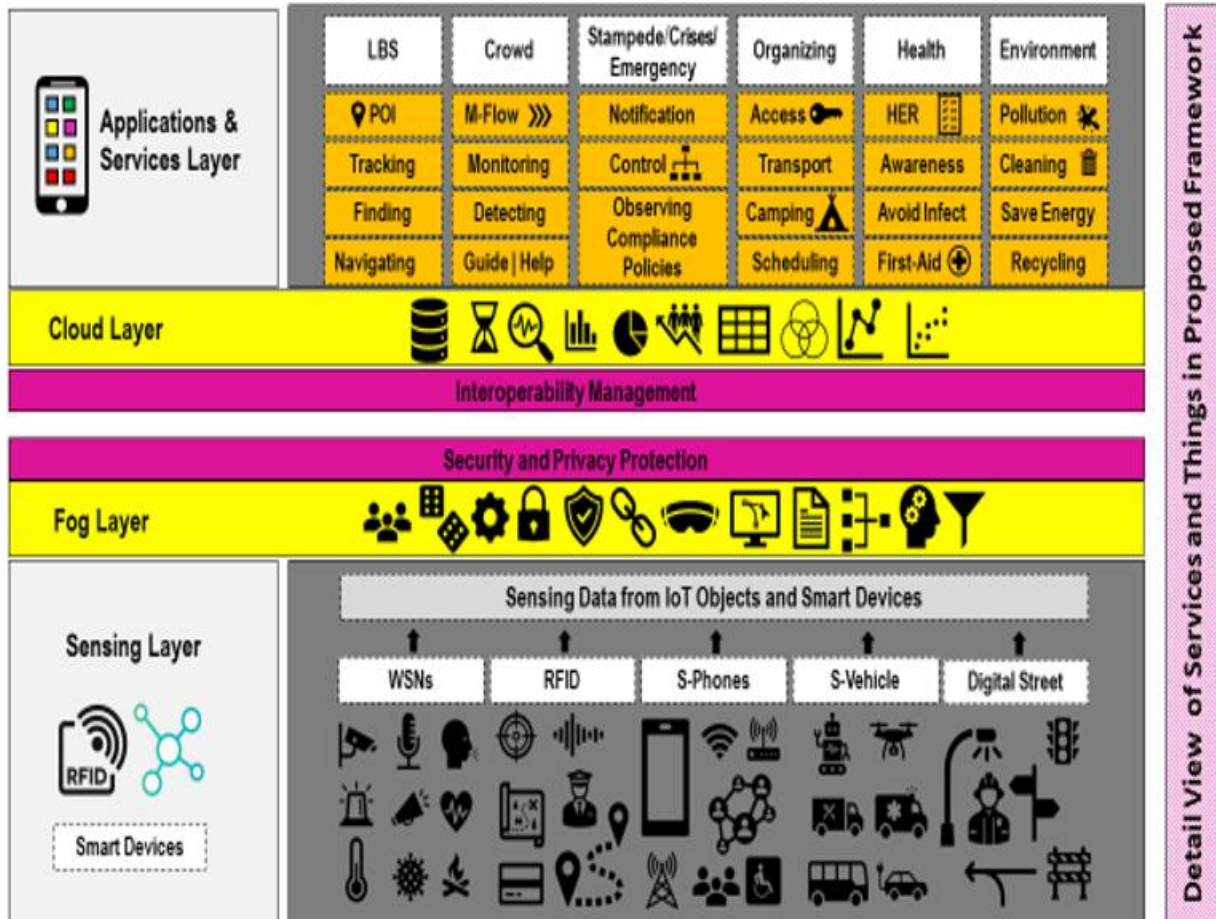 LBS
Crowd
Stampede/Crises/
Emergency
Organizing
Health
Environment
Applications &
Services Layer
POI
M-Flow
Notification
Access
HER
Pollution
Tracking
Monitoring
Control
Transport
Awareness
Cleaning
Finding
Detecting
Observing
Compliance
Policies
Camping
Avoid Infect
Save Energy
Navigating
Guide | Help
Scheduling
First-Aid
Recycling
Cloud Layer
Interoperability Management
Security and Privacy Protection
Fog Layer
Sensing Layer
RFID
Smart Devices
Sensing Data from IoT Objects and Smart Devices
WSNs
RFID
S-Phones
S-Vehicle
Digital Street
Detail View of Services and Things in Proposed Framework